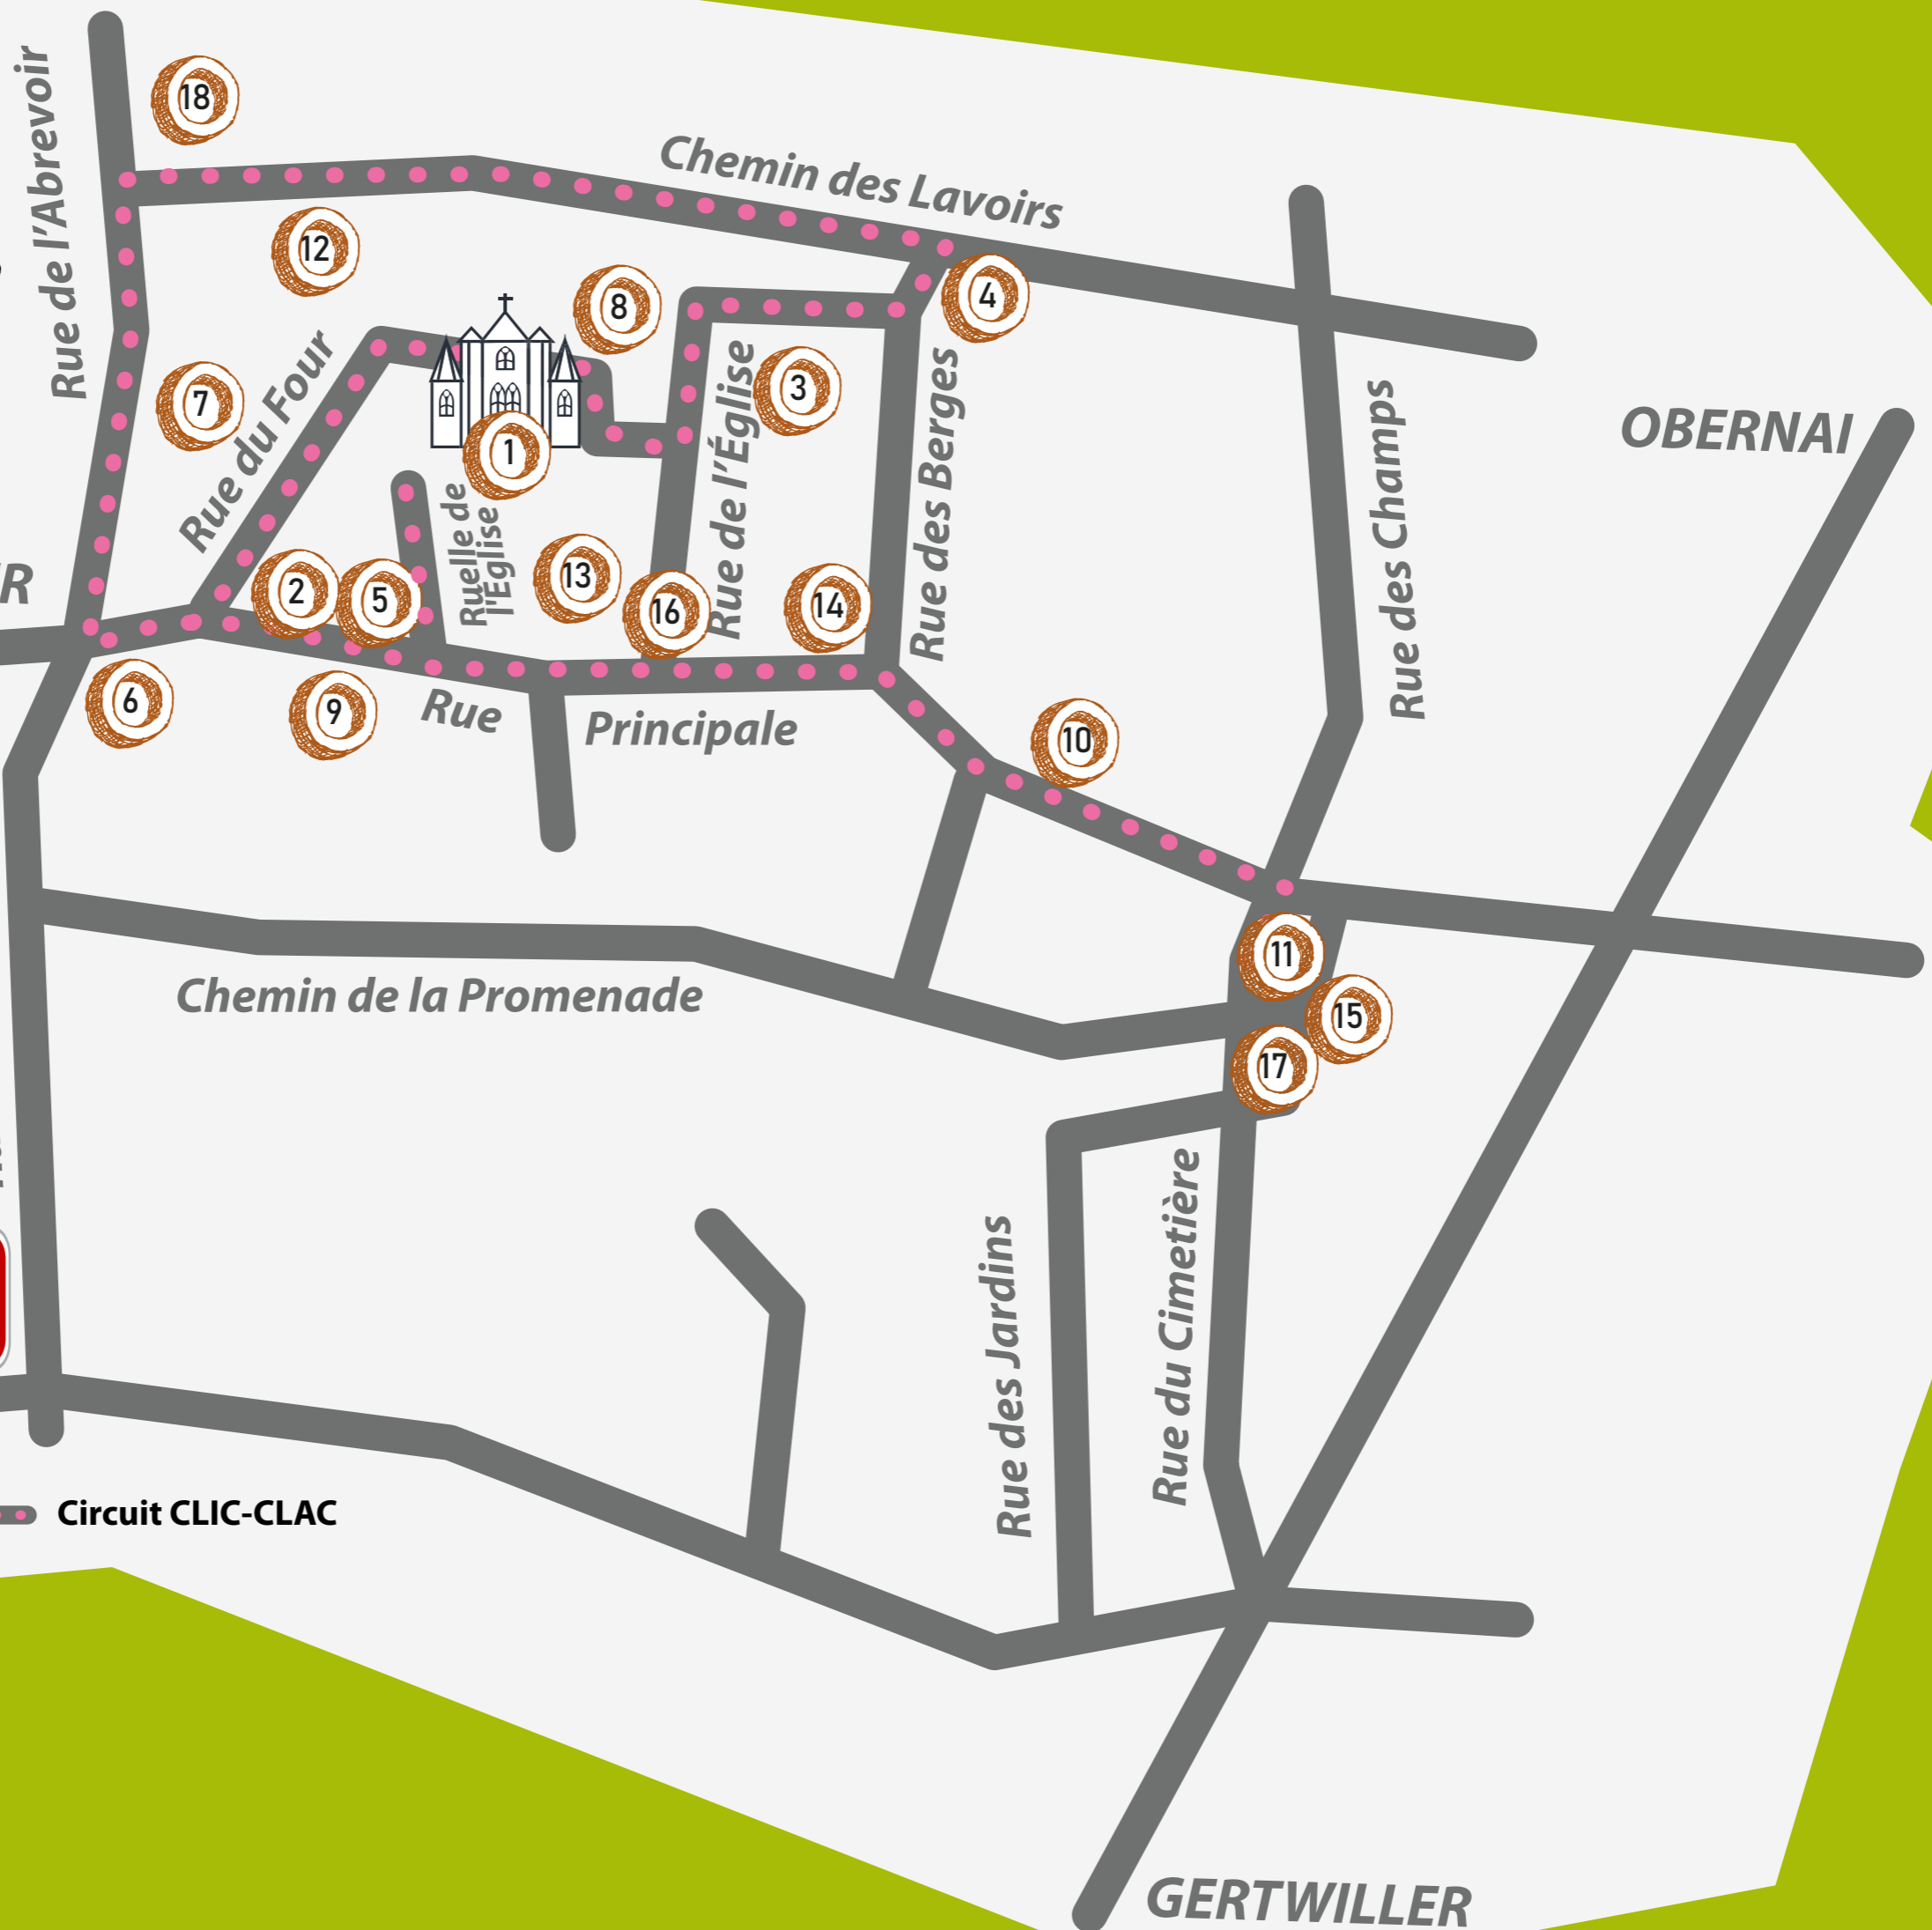 18
Rue de l'Abrevoir
Chemin des Lavoirs
12
8
4
3
7
Rue du Four
1
Rue de l'Église
Rue des Berges
Rue des Champs
OBERNAI
Ruelle de
l'Eglise
2
5
13
16
14
R
6
9
Rue
Principale
10
11
15
17
Chemin de la Promenade
Rue des Jardins
Rue du Cimetière
Circuit CLIC-CLAC
GERTWILLER